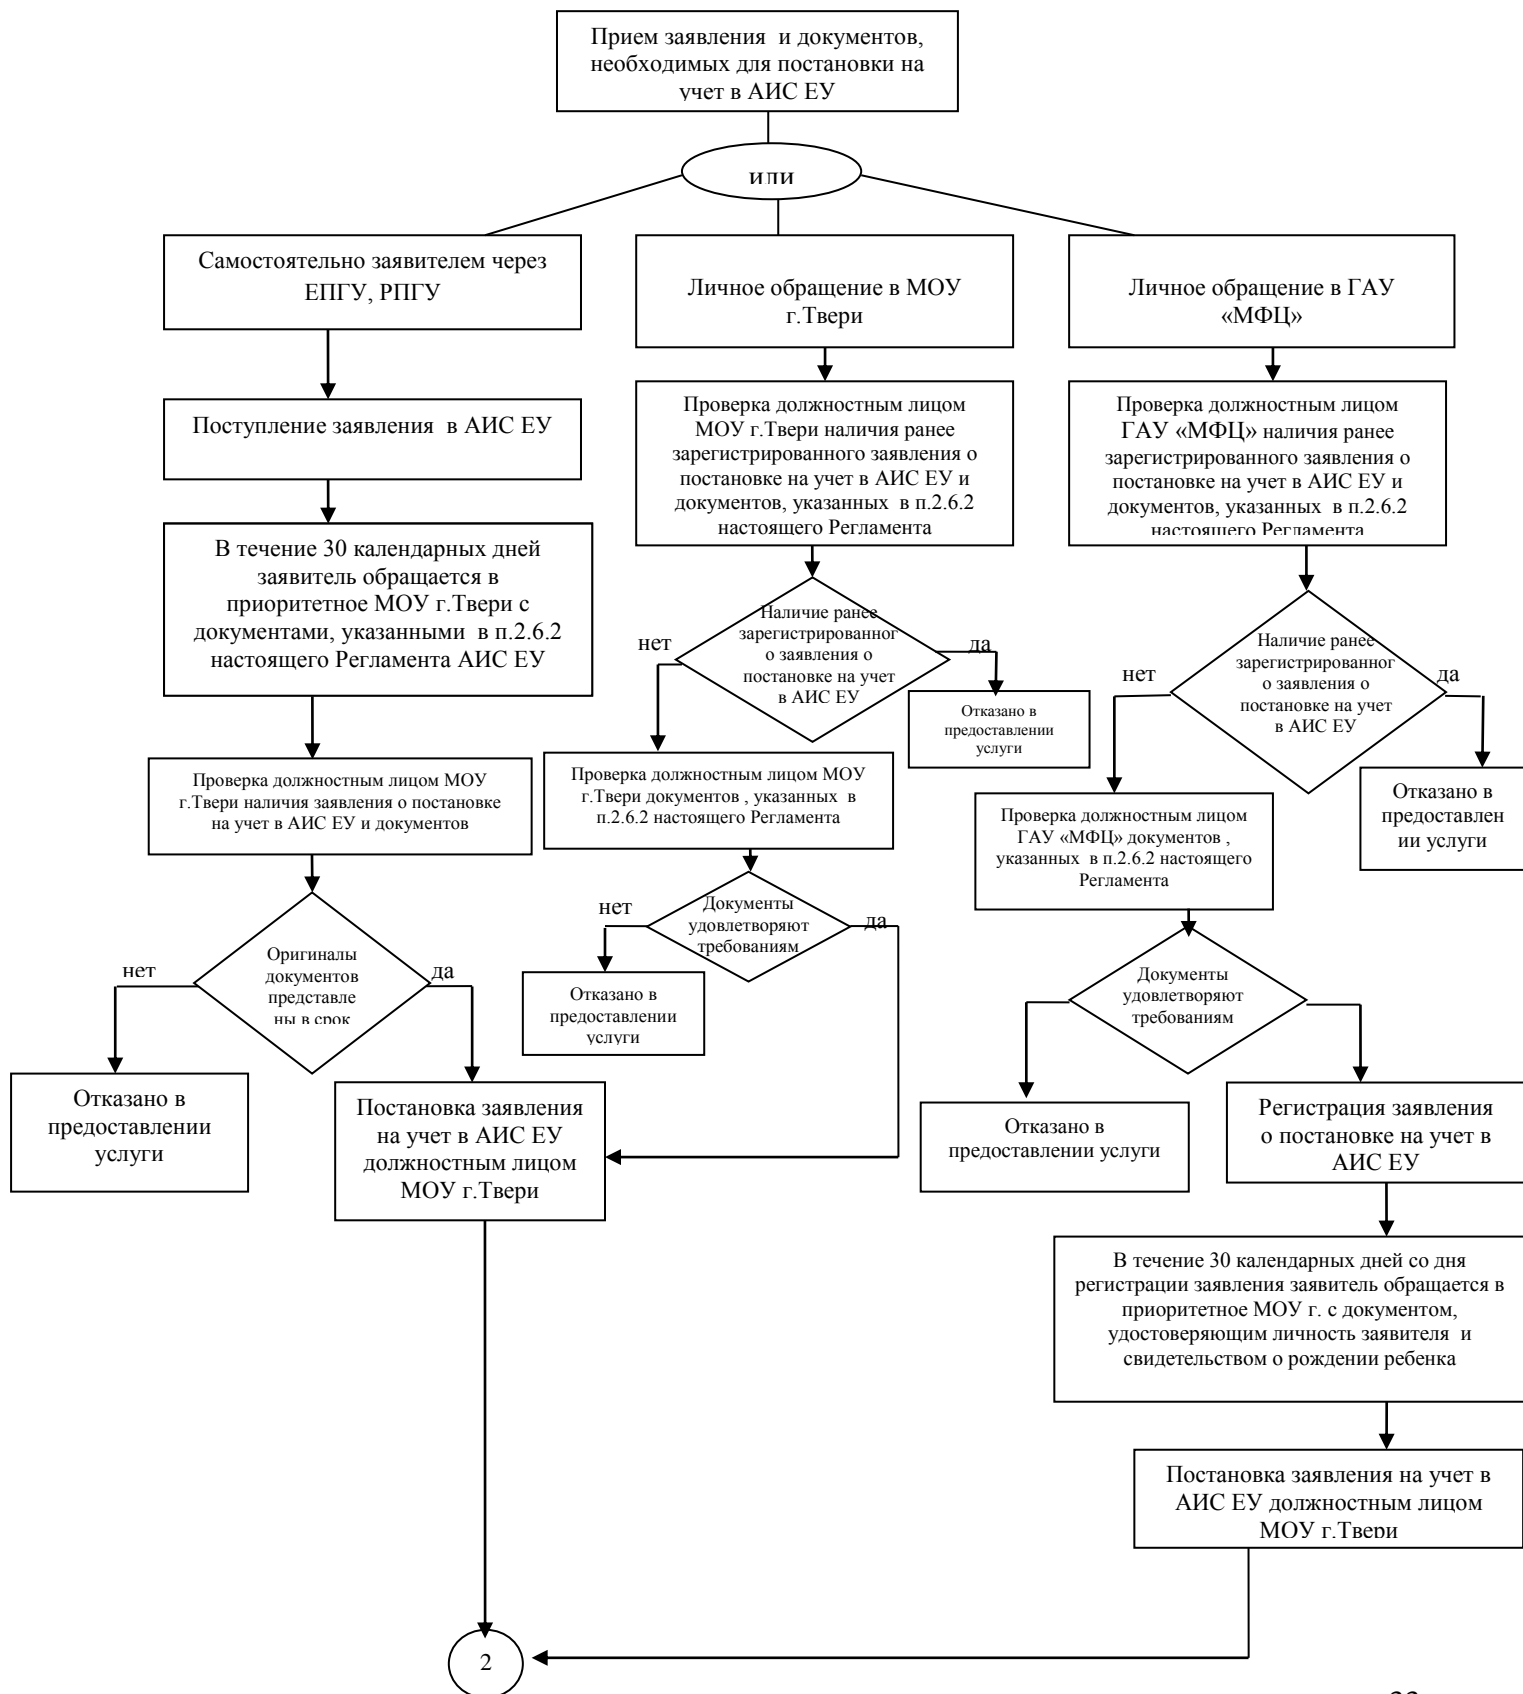 Прием заявления и документов,
необходимых для постановки на
учет в АИС ЕУ
или
Самостоятельно заявителем через
ЕПГУ, РПГУ
Личное обращение в МОУ
г.Твери
Личное обращение в ГАУ
«МФЦ»
Поступление заявления в АИС ЕУ
Проверка должностным лицом
МОУ г.Твери наличия ранее
зарегистрированного заявления о
постановке на учет в АИС ЕУ и
документов, указанных в п.2.6.2
настоящего Регламента
Проверка должностным лицом
ГАУ «МФЦ» наличия ранее
зарегистрированного заявления о
постановке на учет в АИС ЕУ и
документов, указанных в п.2.6.2
настоящего Регламента
В течение 30 календарных дней
заявитель обращается в
приоритетное МОУ г.Твери с
документами, указанными в п.2.6.2
настоящего Регламента АИС ЕУ
нет
Наличие ранее
зарегистрированног
о заявления о
постановке на учет
в АИС ЕУ
да
Отказано в
предоставлении
услуги
нет
Наличие ранее
зарегистрированног
о заявления о
постановке на учет
в АИС ЕУ
да
Отказано в
предоставлен
ии услуги
Проверка должностным лицом МОУ
г.Твери наличия заявления о постановке
на учет в АИС ЕУ и документов
Проверка должностным лицом МОУ
г.Твери документов , указанных в
п.2.6.2 настоящего Регламента
Проверка должностным лицом
ГАУ «МФЦ» документов ,
указанных в п.2.6.2 настоящего
Регламента
нет
Оригиналы
документов
представле
ны в срок
да
нет
Документы
удовлетворяют
требованиям
да
Отказано в
предоставлении
услуги
Документы
удовлетворяют
требованиям
Отказано в
предоставлении
услуги
Постановка заявления
на учет в АИС ЕУ
должностным лицом
МОУ г.Твери
Отказано в
предоставлении услуги
Регистрация заявления
о постановке на учет в
АИС ЕУ
В течение 30 календарных дней со дня
регистрации заявления заявитель обращается в
приоритетное МОУ г. с документом,
удостоверяющим личность заявителя и
свидетельством о рождении ребенка
Постановка заявления на учет в
АИС ЕУ должностным лицом
МОУ г.Твери
2